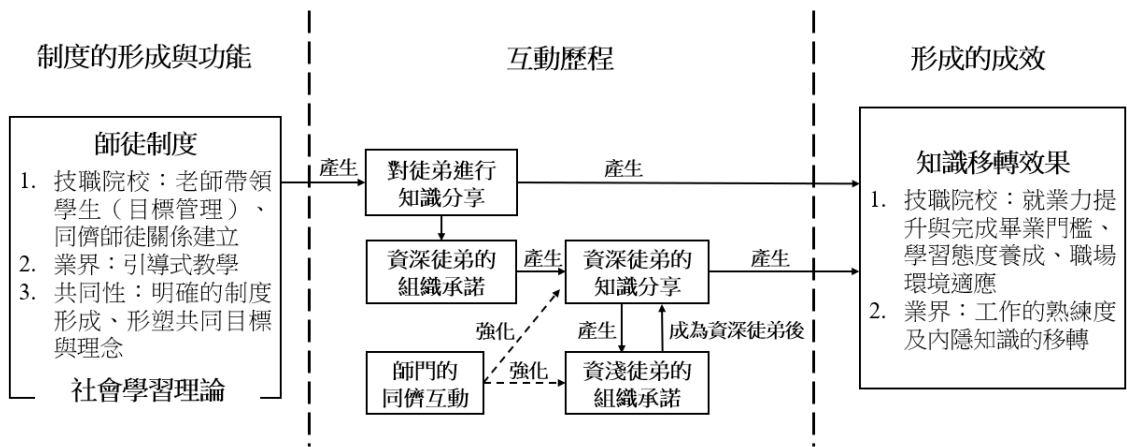 制度的形成與功能
互動歷程
形成的成效
師徒制度
1. 技職院校：老師帶領
學生（目標管理）、
同儕師徒關係建立
2. 業界：引導式教學
3. 共同性：明確的制度
形成、形塑共同目標
與理念
社會學習理論
產生
對徒弟進行
知識分享
產生
資深徒弟的
組織承諾
產生
資深徒弟的
知識分享
產生
強化
產生
成為資深徒弟後
師門的
同儕互動
強化
資淺徒弟的
組織承諾
知識移轉效果
1. 技職院校：就業力提
升與完成畢業門檻、
學習態度養成、職場
環境適應
2. 業界：工作的熟練度
及內隱知識的移轉